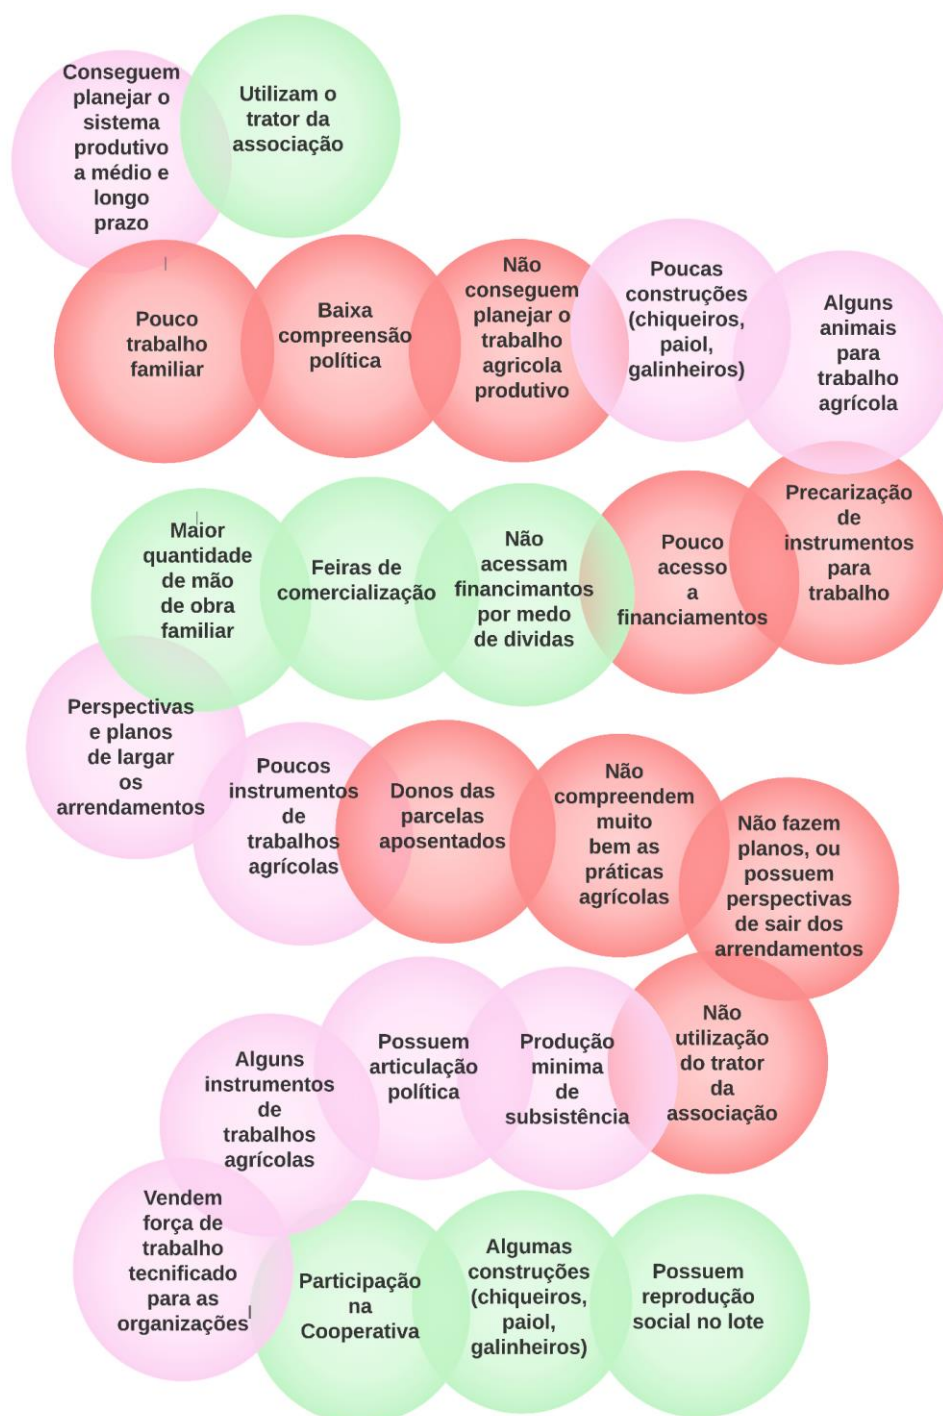 Conseguem
planejar o
sistema
produtivo
a médio e
longo
prazo
Utilizam o
trator da
associação
Pouco
trabalho
familiar
Baixa
compreensão
política
Não
conseguem
planejar o
trabalho
agricola
produtivo
Poucas
construções
(chiqueiros,
paiol,
galinheiros)
Alguns
animais
para
trabalho
agrícola
Maior
quantidade
de mão
de obra
familiar
Feiras de
comercialização
Não
acessam
financimantos
por medo
de dividas
Pouco
acesso
a
financiamentos
Precarização
de
instrumentos
para
trabalho
Perspectivas
e planos
de largar
os
arrendamentos
Poucos
instrumentos
de
trabalhos
agrícolas
Donos das
parcelas
aposentados
Não
compreendem
muito
bem as
práticas
agrícolas
Não fazem
planos, ou
possuem
perspectivas
de sair dos
arrendamentos
Alguns
instrumentos
de
trabalhos
agrícolas
Possuem
articulação
política
Produção
minima
de
subsistência
Não
utilização
do trator
da
associação
Vendem
força de
trabalho
tecnificado
para as
organizações
Participação
na
Cooperativa
Algumas
construções
(chiqueiros,
paiol,
galinheiros)
Possuem
reprodução
social no lote